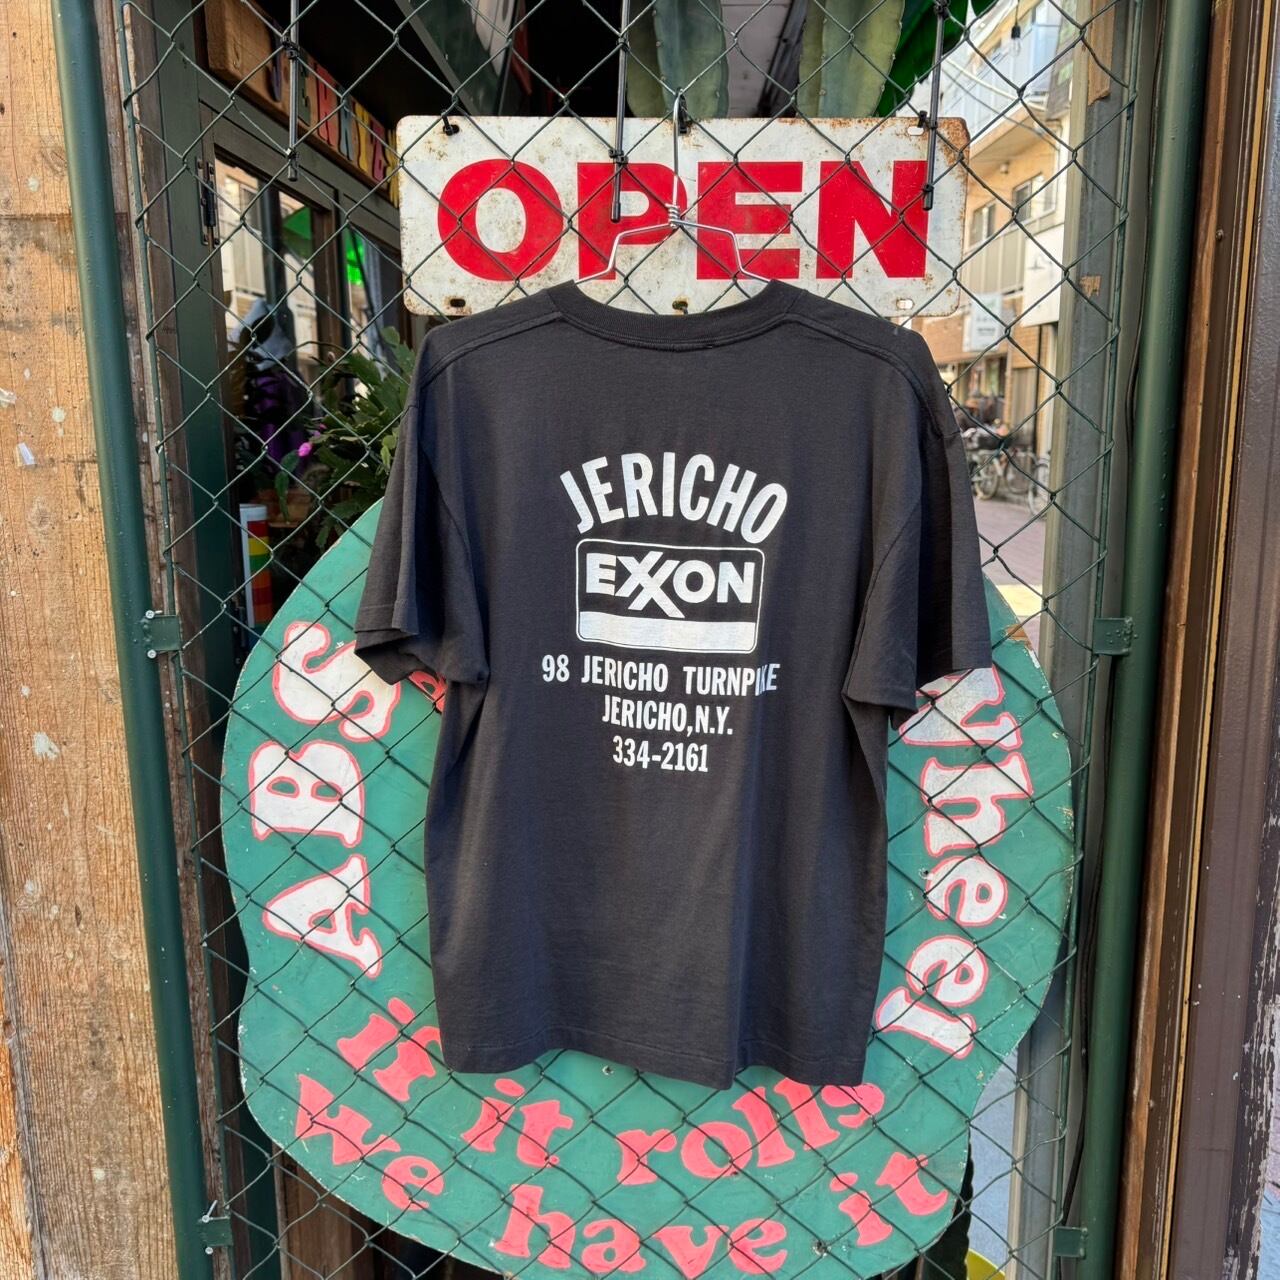 OPEN
JERICHO
EXXON
98 JERICHO TURNPIKE
JERICHO, N.Y.
334-2161
ABS
wheel
if it rolls
we have it